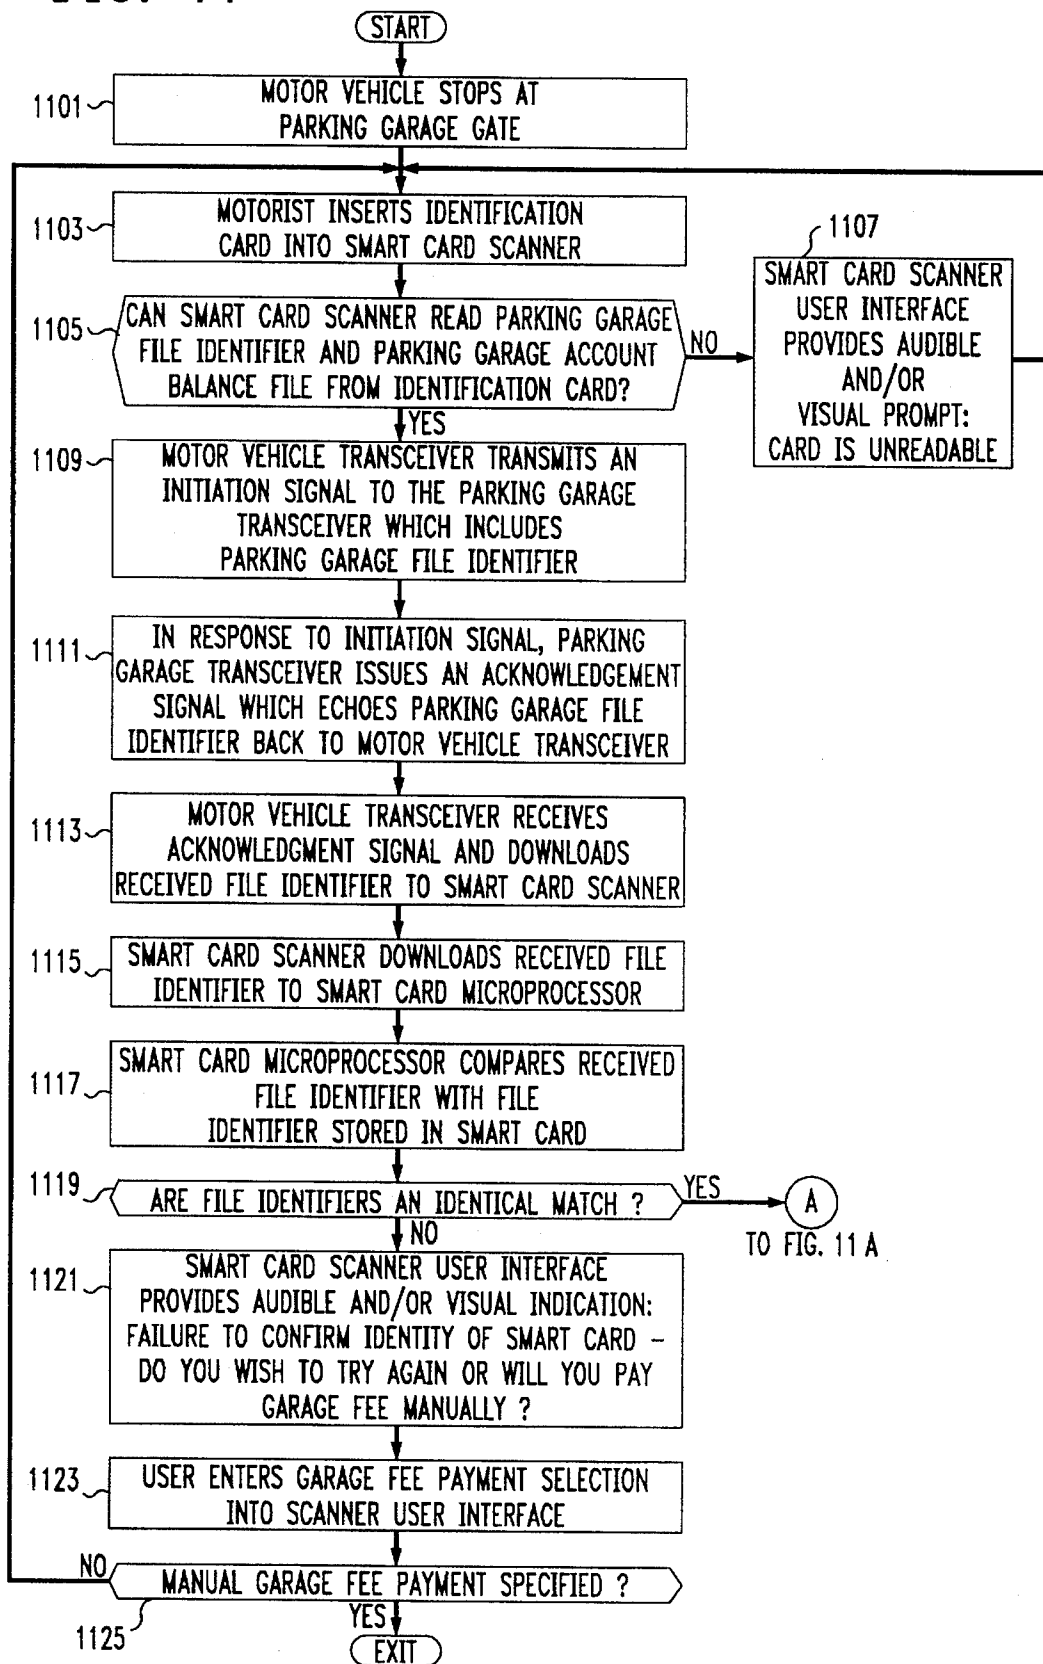 START
1101
MOTOR VEHICLE STOPS AT
PARKING GARAGE GATE
1103
MOTORIST INSERTS IDENTIFICATION
CARD INTO SMART CARD SCANNER
1105
CAN SMART CARD SCANNER READ PARKING GARAGE
FILE IDENTIFIER AND PARKING GARAGE ACCOUNT
BALANCE FILE FROM IDENTIFICATION CARD?
NO
1107
SMART CARD SCANNER
USER INTERFACE
PROVIDES AUDIBLE
AND/OR
VISUAL PROMPT:
CARD IS UNREADABLE
YES
1109
MOTOR VEHICLE TRANSCEIVER TRANSMITS AN
INITIATION SIGNAL TO THE PARKING GARAGE
TRANSCEIVER WHICH INCLUDES
PARKING GARAGE FILE IDENTIFIER
1111
IN RESPONSE TO INITIATION SIGNAL, PARKING
GARAGE TRANSCEIVER ISSUES AN ACKNOWLEDGEMENT
SIGNAL WHICH ECHOES PARKING GARAGE FILE
IDENTIFIER BACK TO MOTOR VEHICLE TRANSCEIVER
1113
MOTOR VEHICLE TRANSCEIVER RECEIVES
ACKNOWLEDGMENT SIGNAL AND DOWNLOADS
RECEIVED FILE IDENTIFIER TO SMART CARD SCANNER
1115
SMART CARD SCANNER DOWNLOADS RECEIVED FILE
IDENTIFIER TO SMART CARD MICROPROCESSOR
1117
SMART CARD MICROPROCESSOR COMPARES RECEIVED
FILE IDENTIFIER WITH FILE
IDENTIFIER STORED IN SMART CARD
1119
ARE FILE IDENTIFIERS AN IDENTICAL MATCH ?
YES
A
TO FIG. 11 A
NO
1121
SMART CARD SCANNER USER INTERFACE
PROVIDES AUDIBLE AND/OR VISUAL INDICATION:
FAILURE TO CONFIRM IDENTITY OF SMART CARD –
DO YOU WISH TO TRY AGAIN OR WILL YOU PAY
GARAGE FEE MANUALLY ?
1123
USER ENTERS GARAGE FEE PAYMENT SELECTION
INTO SCANNER USER INTERFACE
NO
MANUAL GARAGE FEE PAYMENT SPECIFIED ?
1125
YES
EXIT